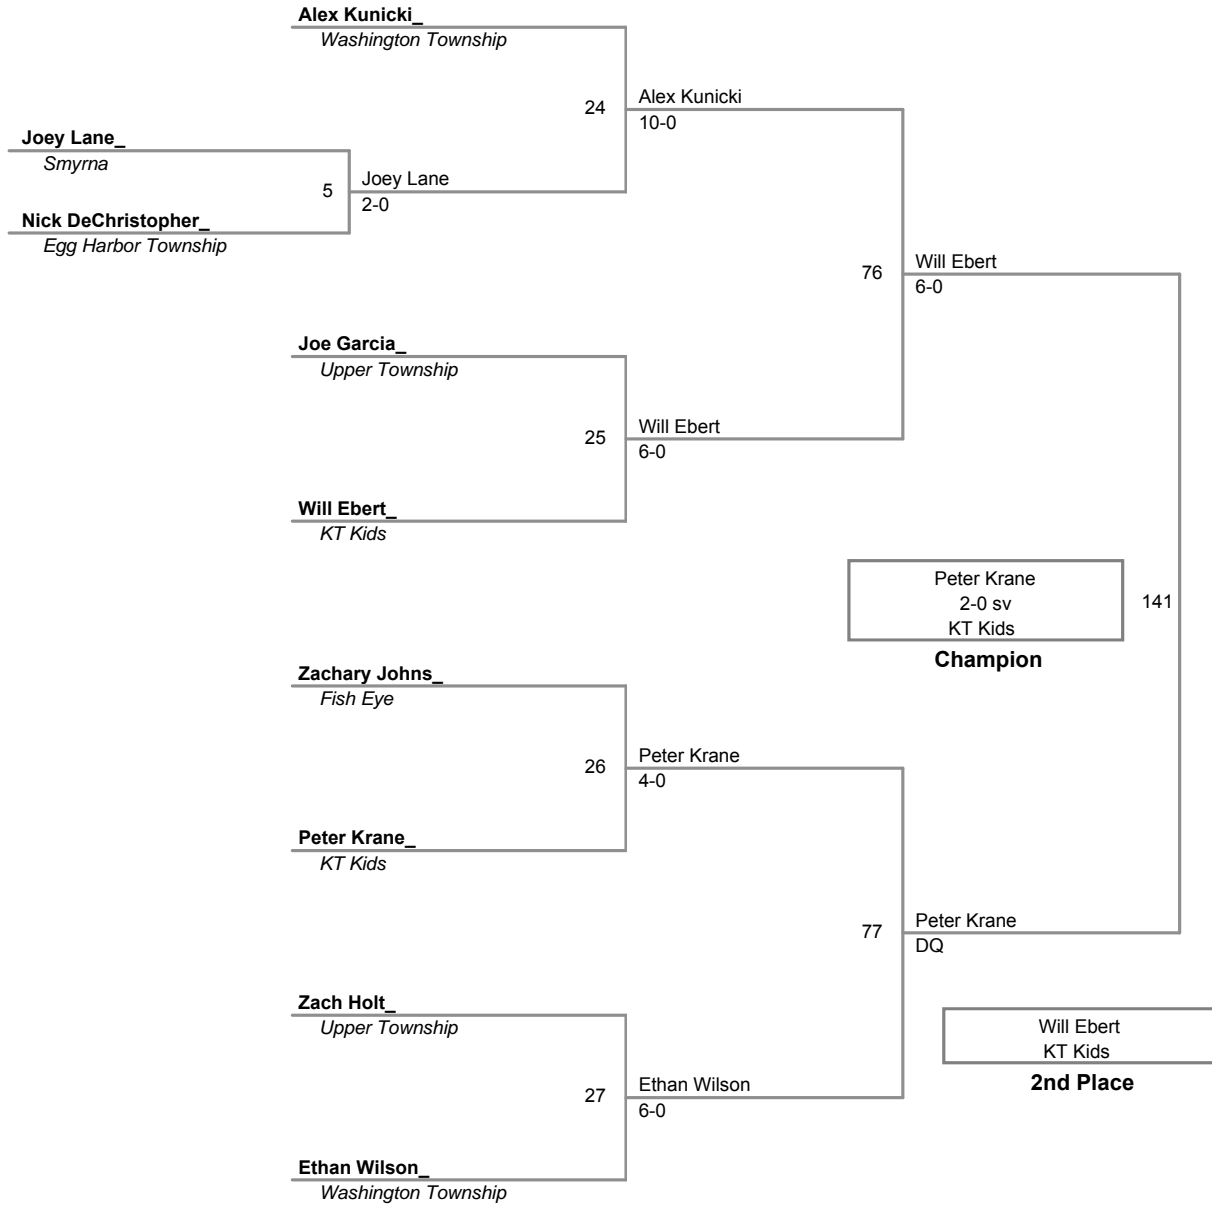 Alex Kunicki_
Washington Township
24
Alex Kunicki
10-0
Joey Lane_
Smyrna
5
Joey Lane
2-0
Nick DeChristopher_
Egg Harbor Township
76
Will Ebert
6-0
Joe Garcia_
Upper Township
25
Will Ebert
6-0
Will Ebert_
KT Kids
Peter Krane
2-0 sv
KT Kids
141
Champion
Zachary Johns_
Fish Eye
26
Peter Krane
4-0
Peter Krane_
KT Kids
77
Peter Krane
DQ
Zach Holt_
Upper Township
Will Ebert
KT Kids
2nd Place
27
Ethan Wilson
6-0
Ethan Wilson_
Washington Township